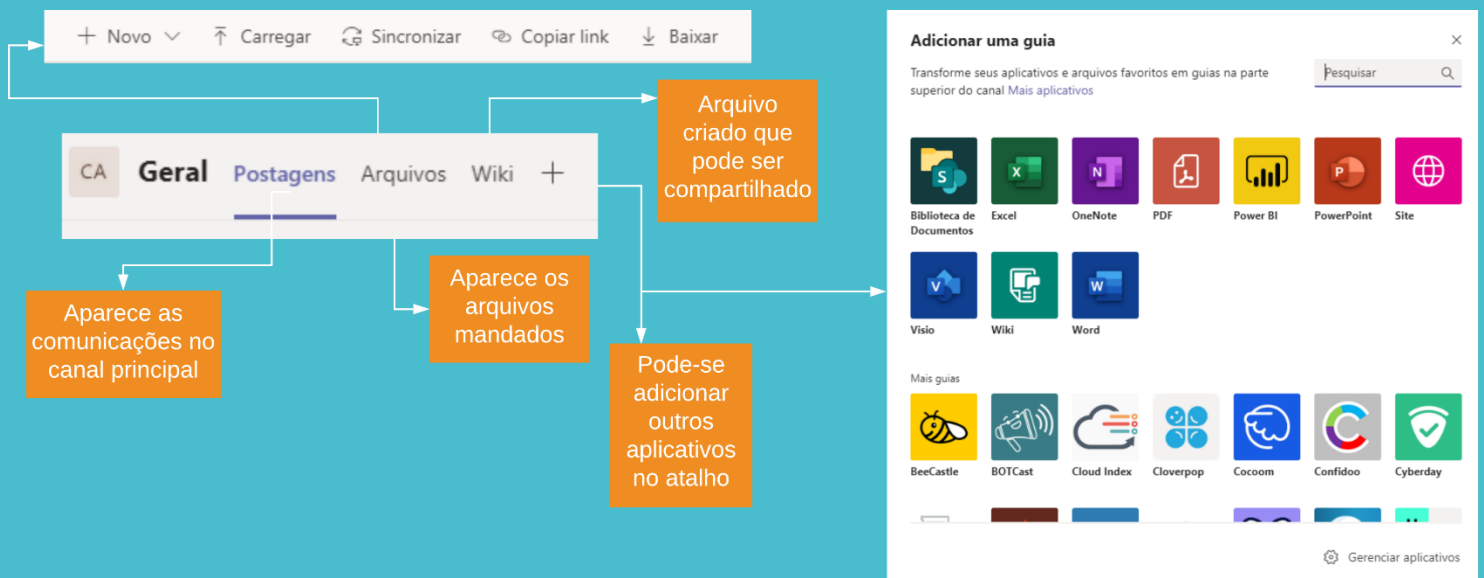 Novo
Carregar
Sincronizar
Copiar link
Baixar
CA
Geral
Postagens
Arquivos
Wiki
Arquivo
criado que
pode ser
compartilhado
Aparece as
comunicações no
canal principal
Aparece os
arquivos
mandados
Pode-se
adicionar
outros
aplicativos
no atalho
Adicionar uma guia
Transforme seus aplicativos e arquivos favoritos em guias na parte
superior do canal Mais aplicativos
Pesquisar
Biblioteca de
Documentos
Excel
OneNote
PDF
Power BI
PowerPoint
Site
Visio
Wiki
Word
Mais guias
BeeCastle
BOTCast
Cloud Index
Cloverpop
Cocoom
Confidoo
Cyberday
Gerenciar aplicativos